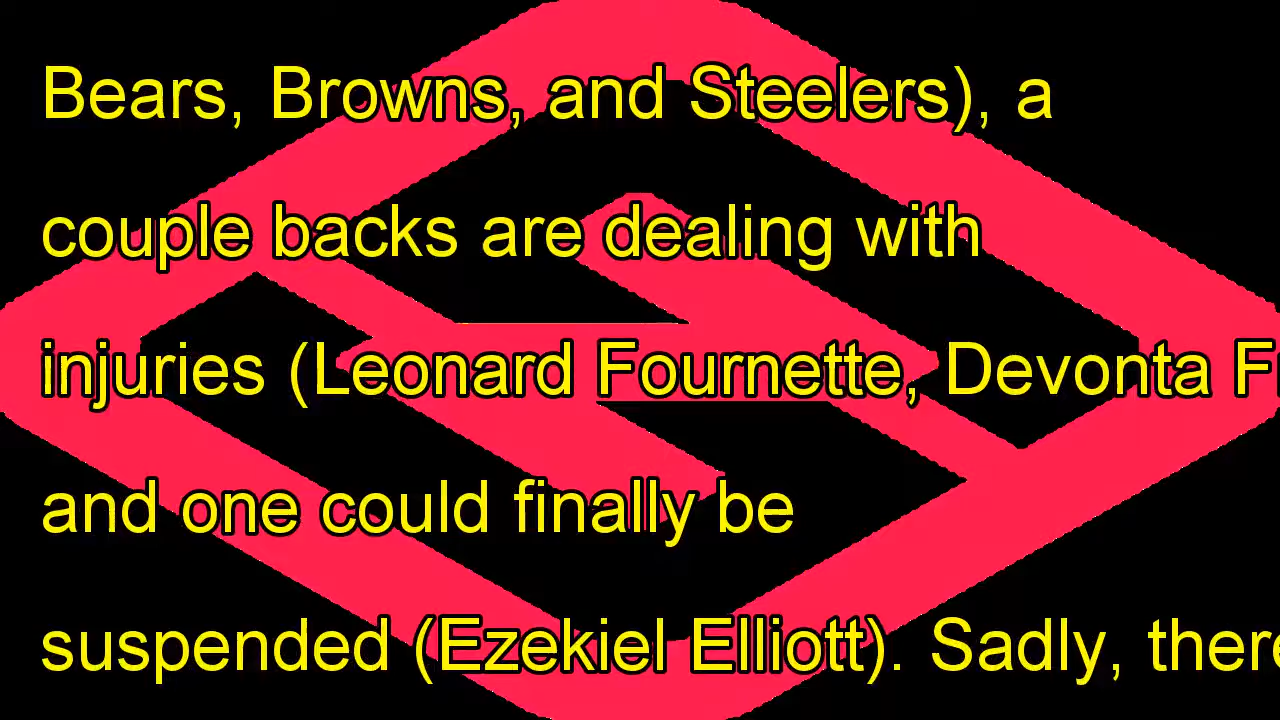 Bears, Browns, and Steelers), a
couple backs are dealing with
injuries (Leonard Fournette, Devonta
and one could finally be
suspended (Ezekiel Elliott). Sadly, there